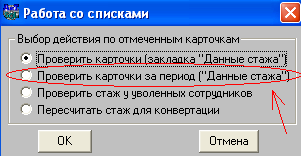 Работа со списками
Выбор действия по отмеченным карточкам
Проверить карточки (закладка "Данные стажа")
Проверить карточки за период ("Данные стажа")
Проверить стаж у уволенных сотрудников
Пересчитать стаж для конвертации
OK
Отмена